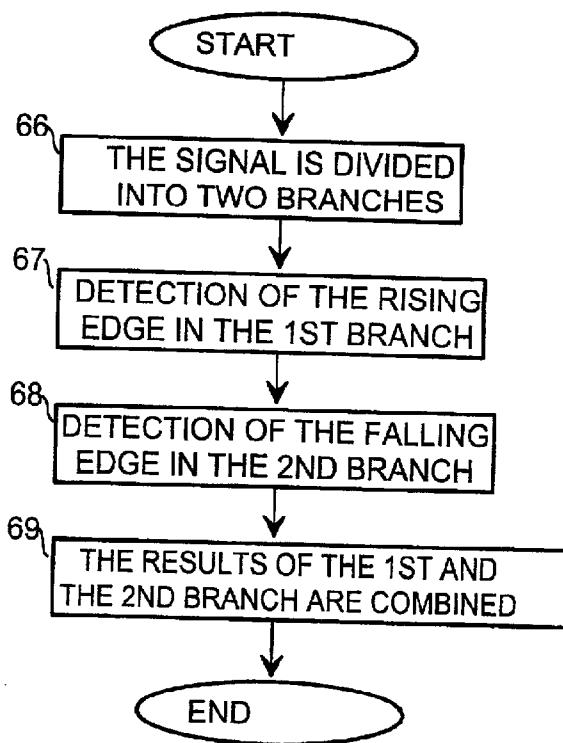 START
66
THE SIGNAL IS DIVIDED
INTO TWO BRANCHES
67
DETECTION OF THE RISING
EDGE IN THE 1ST BRANCH
68
DETECTION OF THE FALLING
EDGE IN THE 2ND BRANCH
69
THE RESULTS OF THE 1ST AND
THE 2ND BRANCH ARE COMBINED
END